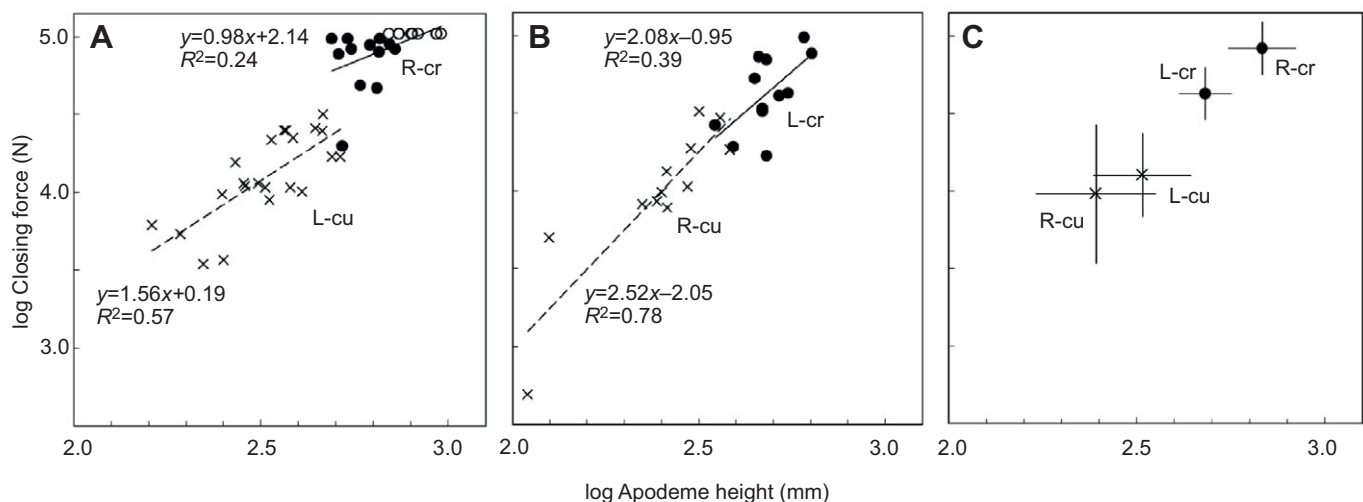 A
y=0.98x+2.14
R²=0.24
R-cr
L-cu
y=1.56x+0.19
R²=0.57
B
y=2.08x–0.95
R²=0.39
L-cr
R-cu
y=2.52x–2.05
R²=0.78
C
L-cr
R-cr
R-cu
L-cu
5.0
4.0
3.0
log Closing force (N)
2.0 2.5 3.0
2.0 2.5 3.0
2.0 2.5 3.0
log Apodeme height (mm)